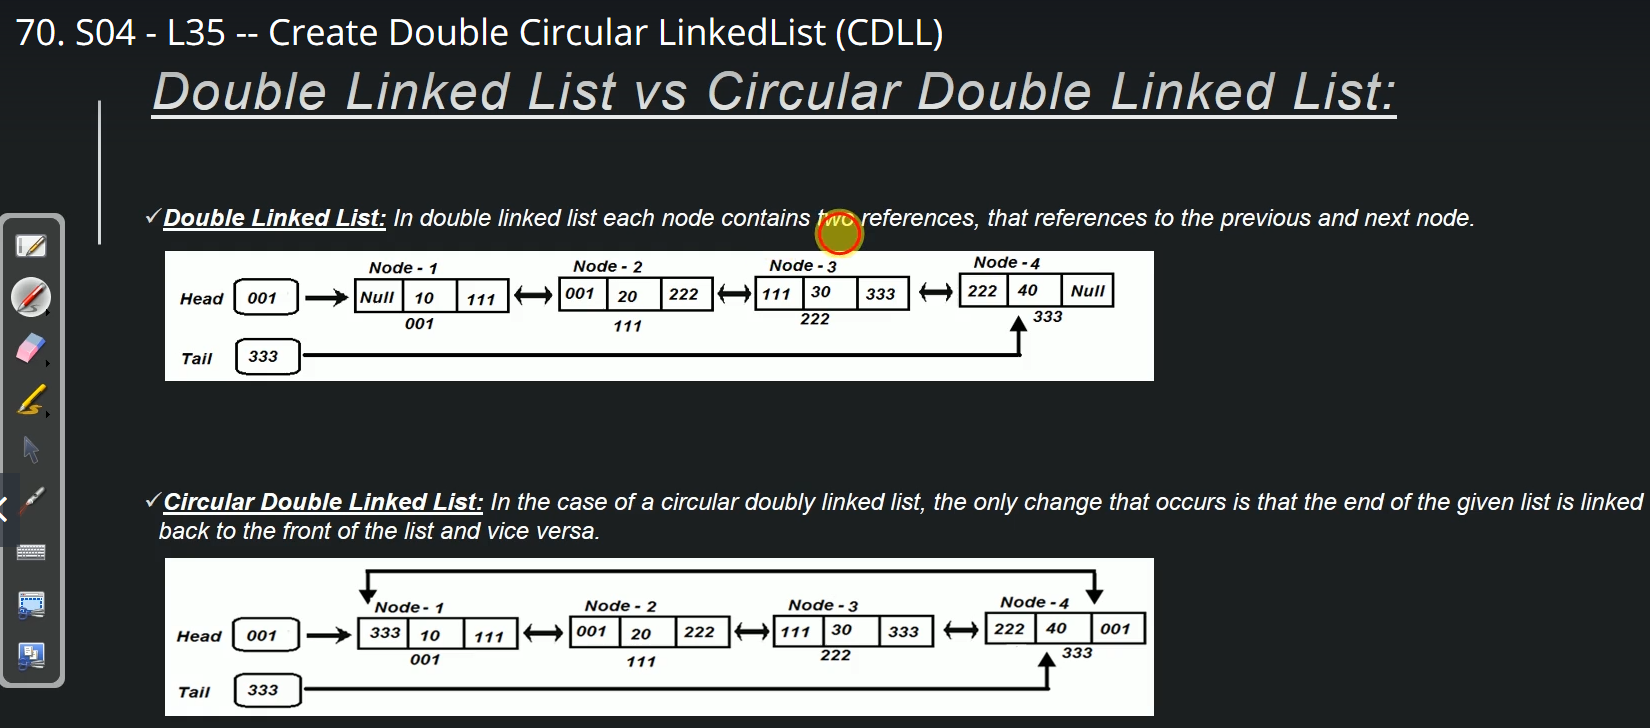 70. S04 - L35 -- Create Double Circular LinkedList (CDLL)
Double Linked List vs Circular Double Linked List:
✓Double Linked List: In double linked list each node contains two references, that references to the previous and next node.
Node - 1 Node - 2 Node - 3 Node - 4
Head 001 Null 10 111 001 20 222 111 30 333 222 40 Null
001 111 222 333
Tail 333
✓Circular Double Linked List: In the case of a circular doubly linked list, the only change that occurs is that the end of the given list is linked
back to the front of the list and vice versa.
Node - 1 Node - 2 Node - 3 Node - 4
Head 001 333 10 111 001 20 222 111 30 333 222 40 001
001 111 222 333
Tail 333